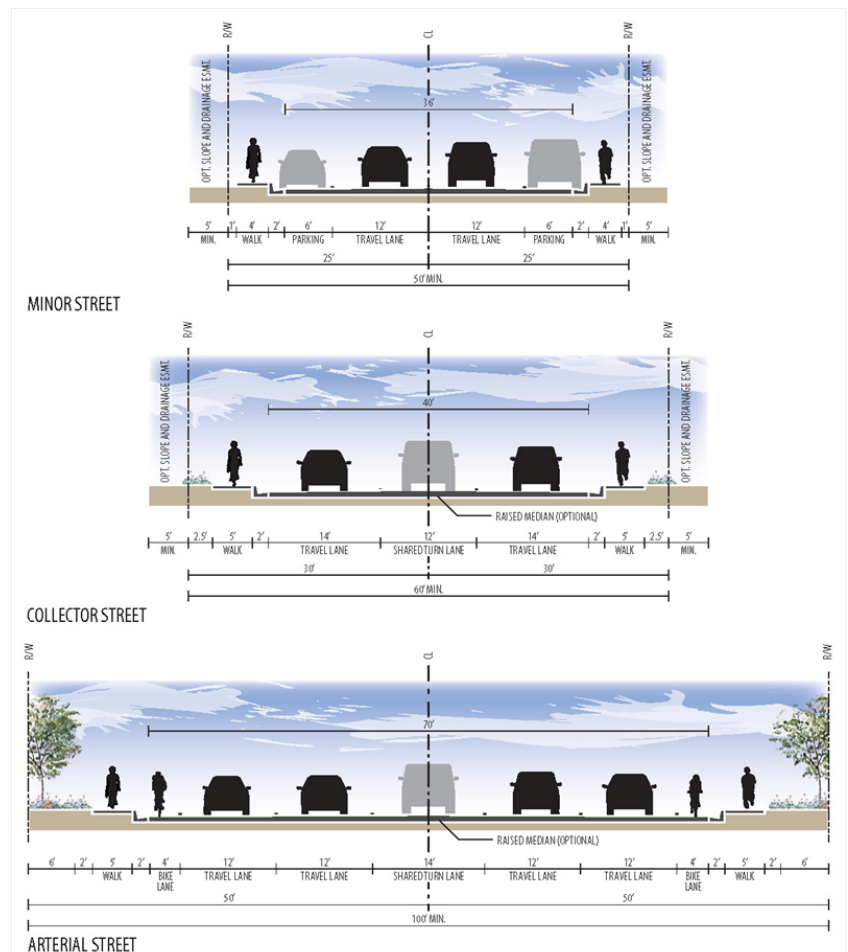 R/W
CL
R/W
OPT. SLOPE AND DRAINAGE ESMT.
OPT. SLOPE AND DRAINAGE ESMT.
36'
5' 1' 4' 2' 6' 12' 12' 6' 2' 4' 1' 5'
MIN. WALK PARKING TRAVEL LANE TRAVEL LANE PARKING WALK MIN.
25' 25'
50' MIN.
MINOR STREET
R/W
CL
R/W
OPT. SLOPE AND DRAINAGE ESMT.
OPT. SLOPE AND DRAINAGE ESMT.
40'
RAISED MEDIAN (OPTIONAL)
5' 2.5' 5' 2' 14' 12' 14' 2' 5' 2.5' 5'
MIN. WALK TRAVEL LANE SHARED TURN LANE TRAVEL LANE WALK MIN.
30' 30'
60' MIN.
COLLECTOR STREET
R/W
CL
R/W
70'
RAISED MEDIAN (OPTIONAL)
6' 2' 5' 2' 4' 12' 12' 14' 12' 12' 4' 2' 5' 2' 6'
WALK BIKE LANE TRAVEL LANE TRAVEL LANE SHARED TURN LANE TRAVEL LANE TRAVEL LANE BIKE LANE WALK
50' 50'
100' MIN.
ARTERIAL STREET